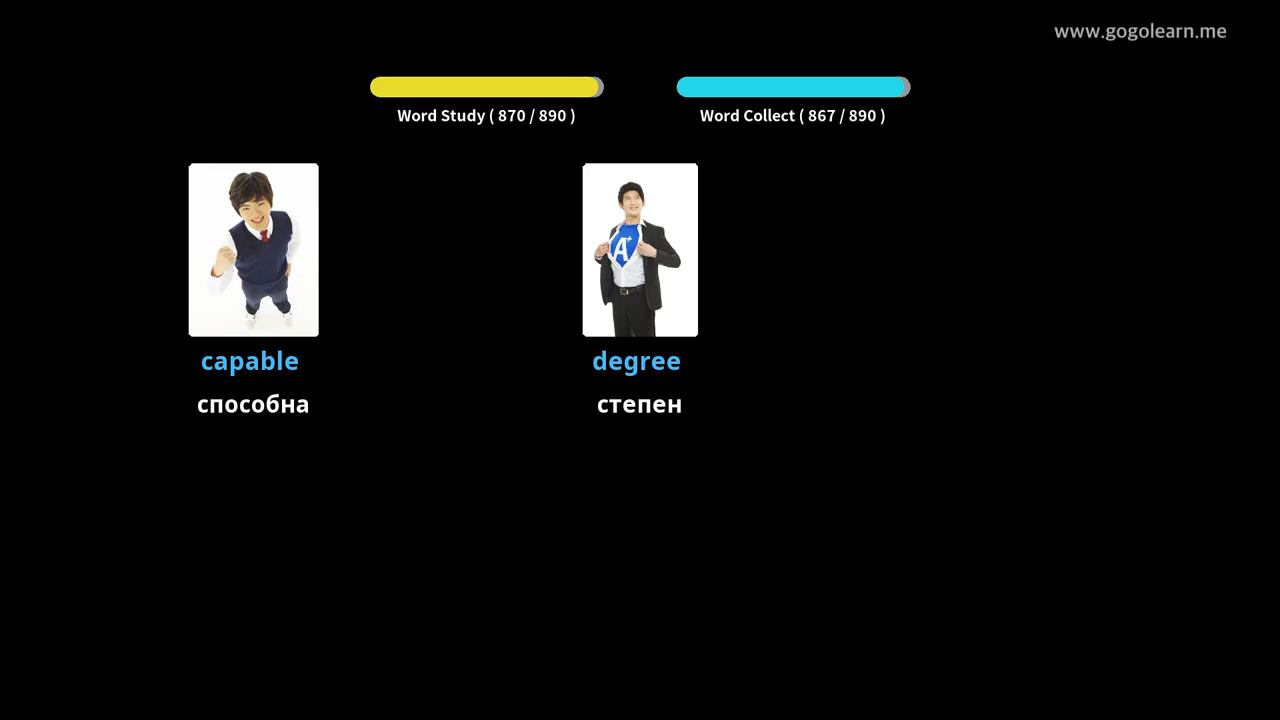 www.gogolearn.me
Word Study ( 870 / 890 )
Word Collect ( 867 / 890 )
A+
capable
degree
способна
степен